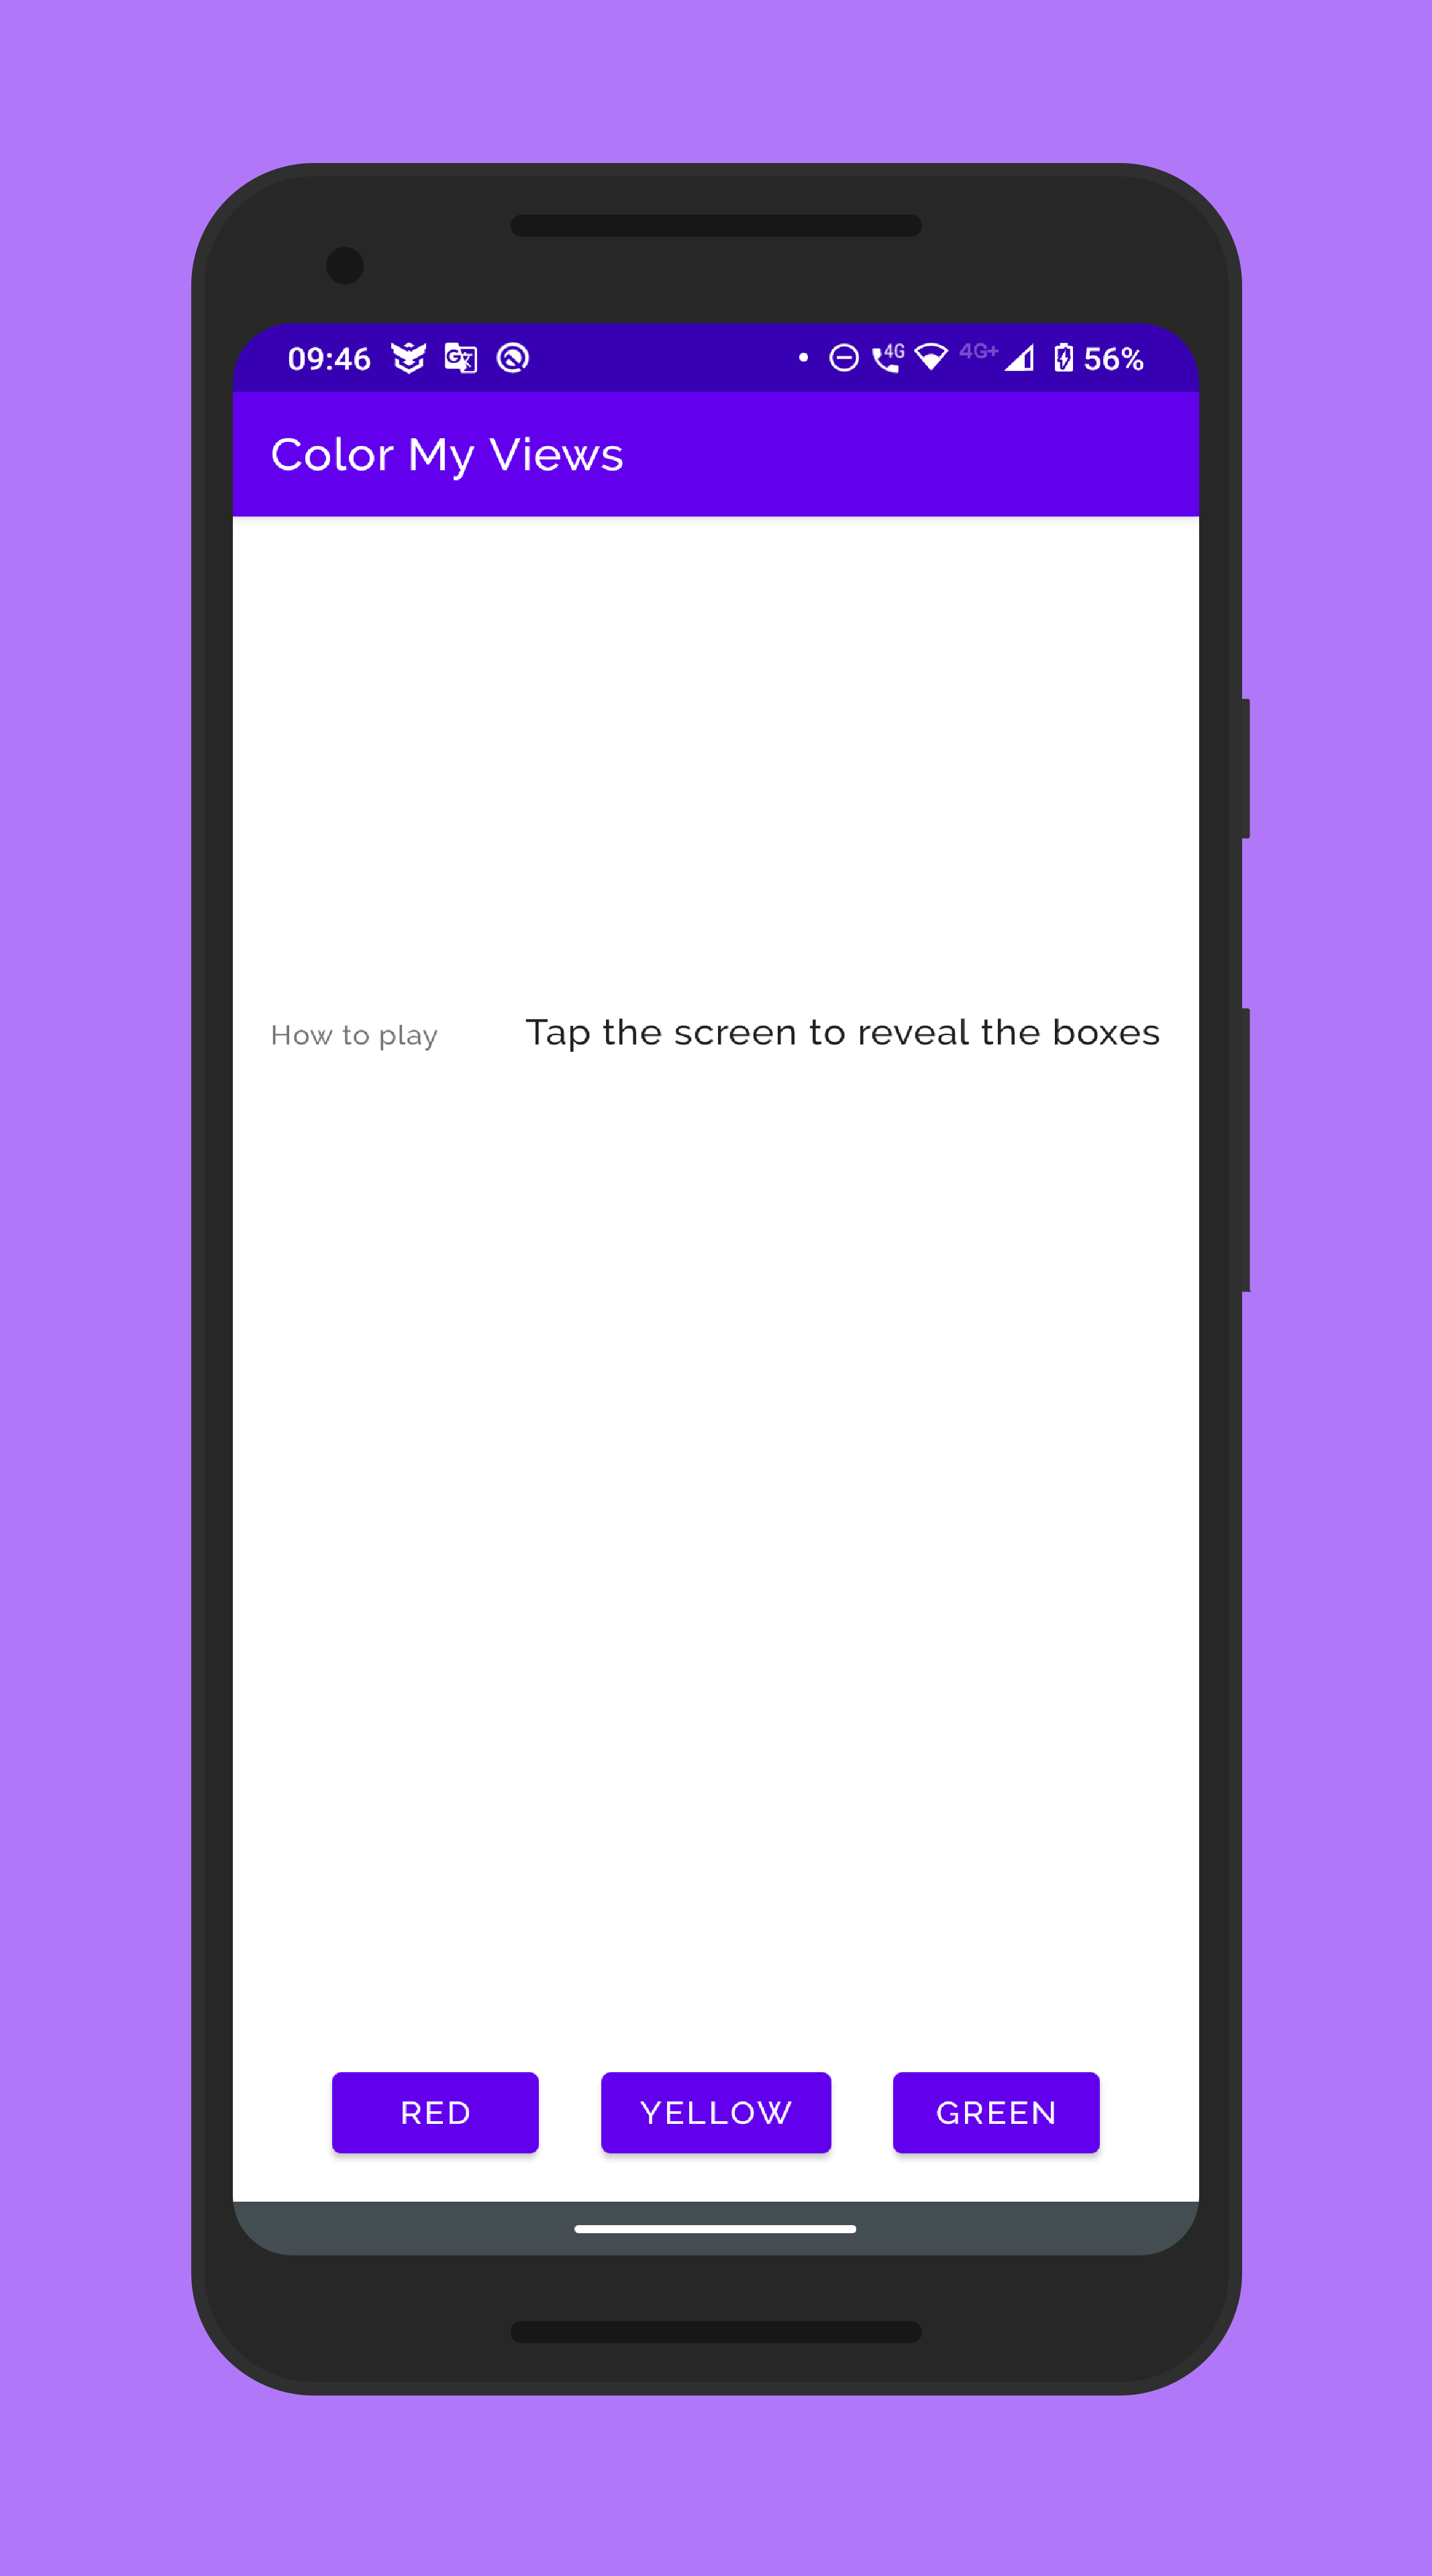 09:46 4G 4G+ 56%
Color My Views
How to play Tap the screen to reveal the boxes
RED YELLOW GREEN